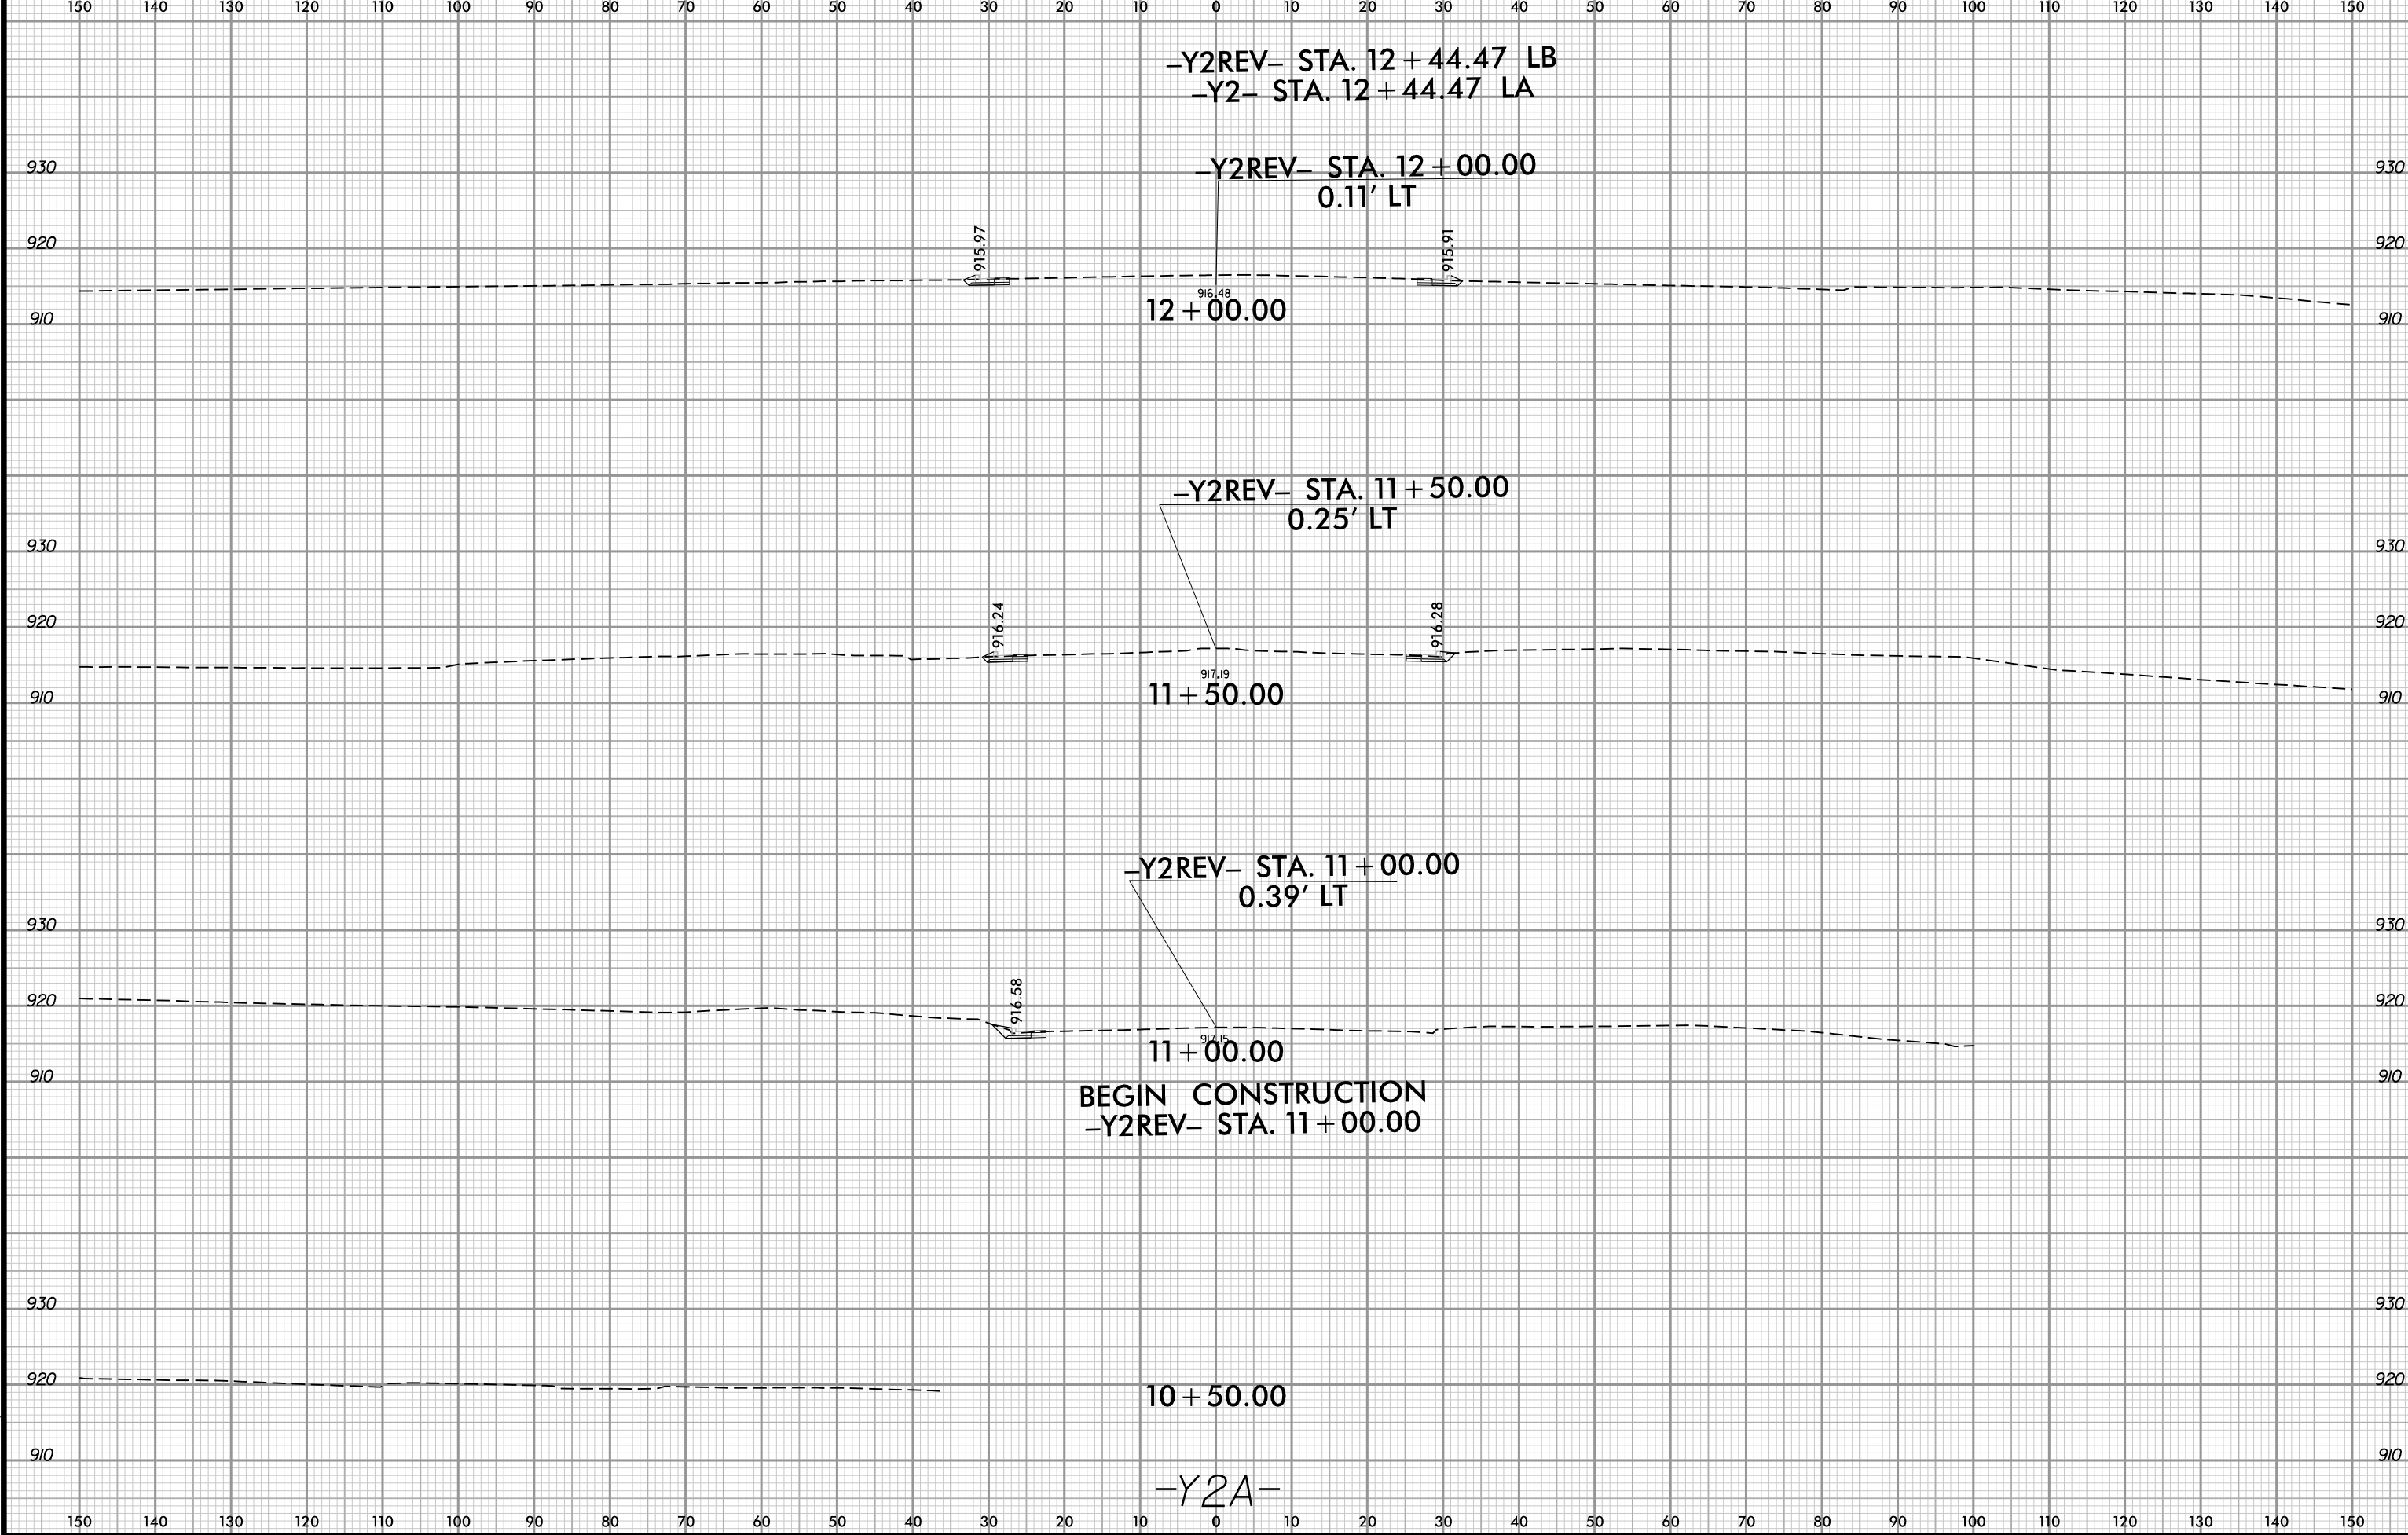 150 140 130 120 110 100 90 80 70 60 50 40 30 20 10 0 10 20 30 40 50 60 70 80 90 100 110 120 130 140 150
–Y2REV– STA. 12+44.47 LB
–Y2– STA. 12+44.47 LA
930 –Y2REV– STA. 12+00.00 930
0.11' LT
920 915.97 915.91 920
916.48
910 12+00.00 910
–Y2REV– STA. 11+50.00
0.25' LT
930 930
920 916.24 916.28 920
917.19
910 11+50.00 910
–Y2REV– STA. 11+00.00
0.39' LT
930 930
920 916.58 920
917.15
11+00.00
910 910
BEGIN CONSTRUCTION
–Y2REV– STA. 11+00.00
930 930
920 920
10+50.00
910 910
-Y2A-
150 140 130 120 110 100 90 80 70 60 50 40 30 20 10 0 10 20 30 40 50 60 70 80 90 100 110 120 130 140 150